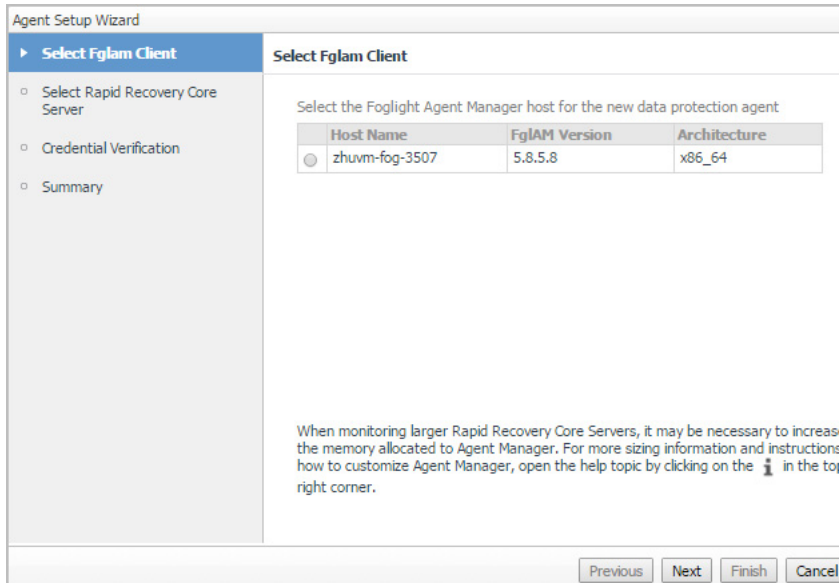 Agent Setup Wizard
Select Fglam Client
Select Rapid Recovery Core
Server
Credential Verification
Summary
Select Fglam Client
Select the Foglight Agent Manager host for the new data protection agent
Host Name FglAM Version Architecture
zhuvm-fog-3507 5.8.5.8 x86_64
When monitoring larger Rapid Recovery Core Servers, it may be necessary to increase
the memory allocated to Agent Manager. For more sizing information and instructions
how to customize Agent Manager, open the help topic by clicking on the i in the top
right corner.
Previous Next Finish Cancel